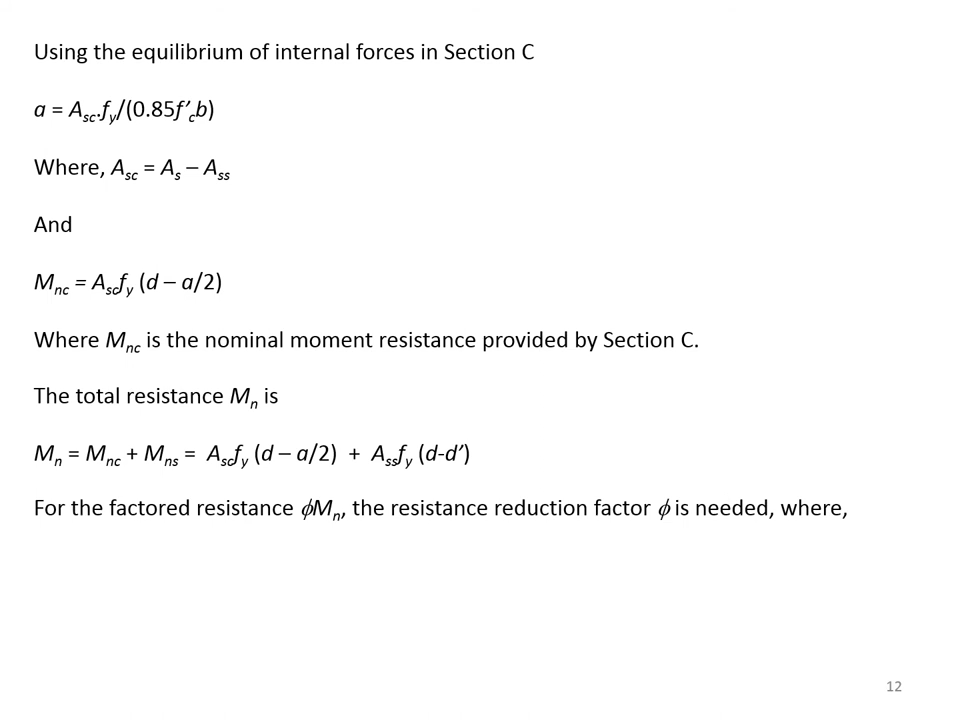 Using the equilibrium of internal forces in Section C
a = Asc.fy/(0.85f’cb)
Where, Asc = As – Ass
And
Mnc = Ascfy (d – a/2)
Where Mnc is the nominal moment resistance provided by Section C.
The total resistance Mn is
Mn = Mnc + Mns = Ascfy (d – a/2) + Assfy (d-d’)
For the factored resistance ϕMn, the resistance reduction factor ϕ is needed, where,
12